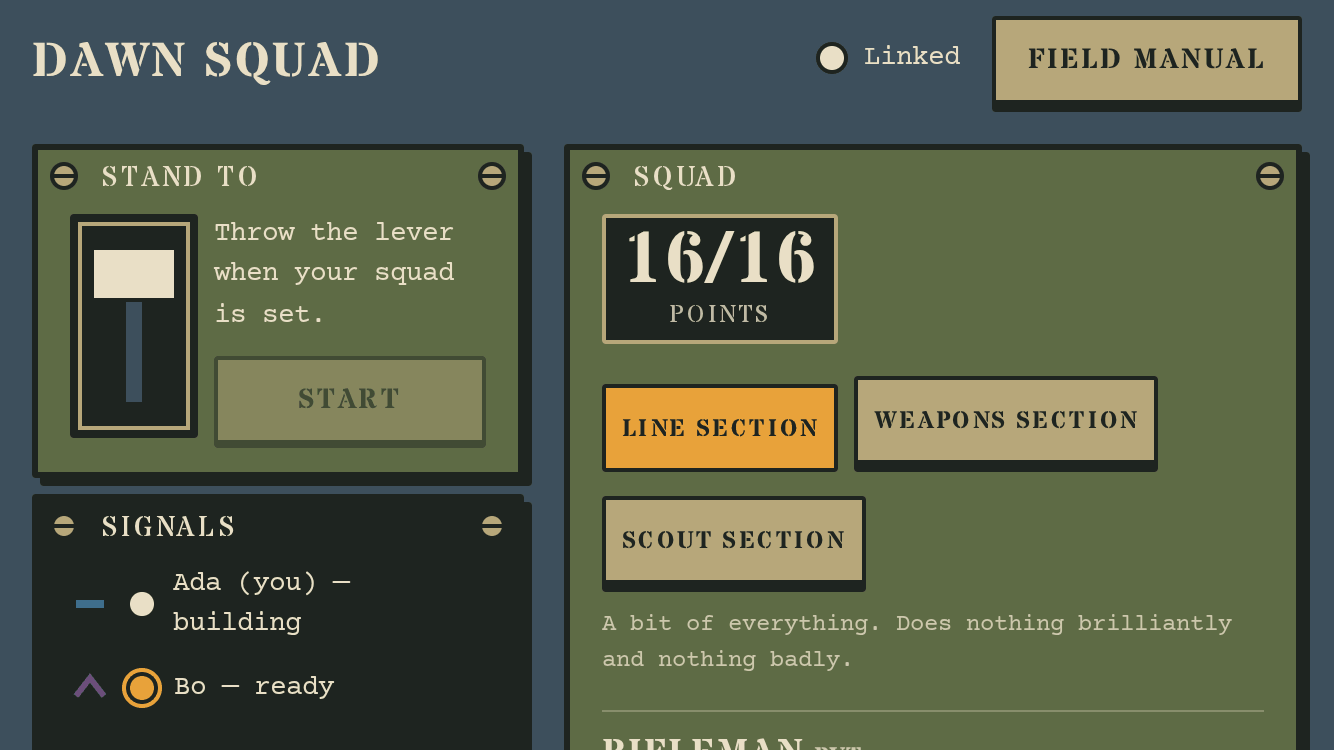 DAWN SQUAD
Linked
FIELD MANUAL
STAND TO
Throw the lever
when your squad
is set.
START
SIGNALS
Ada (you) —
building
Bo — ready
SQUAD
16/16
POINTS
LINE SECTION
WEAPONS SECTION
SCOUT SECTION
A bit of everything. Does nothing brilliantly
and nothing badly.
RIFLEMAN PVT